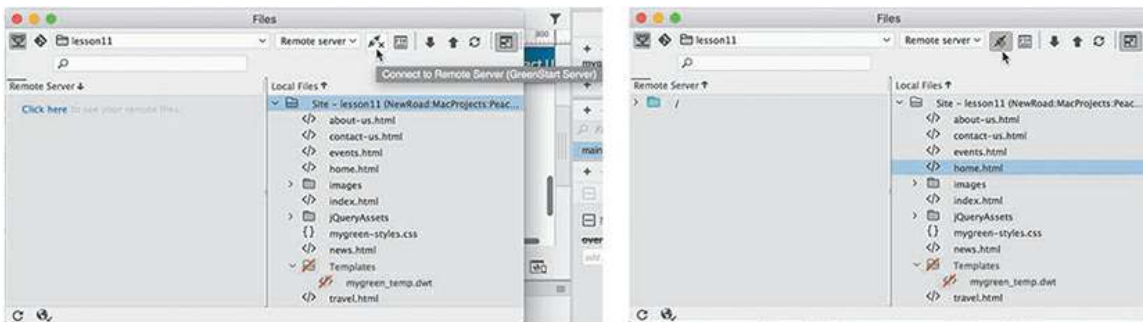 Files
lesson11
Remote server
Connect to Remote Server (GreenStart Server)
Remote Server
Local Files
Click here to see your remote files.
Site - lesson11 (NewRoad:MacProjects:Peac...
about-us.html
contact-us.html
events.html
home.html
images
index.html
jQueryAssets
mygreen-styles.css
news.html
Templates
mygreen_temp.dwt
travel.html
300
act U
main
Files
lesson11
Remote server
Remote Server
Local Files
/
Site - lesson11 (NewRoad:MacProjects:Peac
about-us.html
contact-us.html
events.html
home.html
images
index.html
jQueryAssets
mygreen-styles.css
news.html
Templates
mygreen_temp.dwt
travel.html